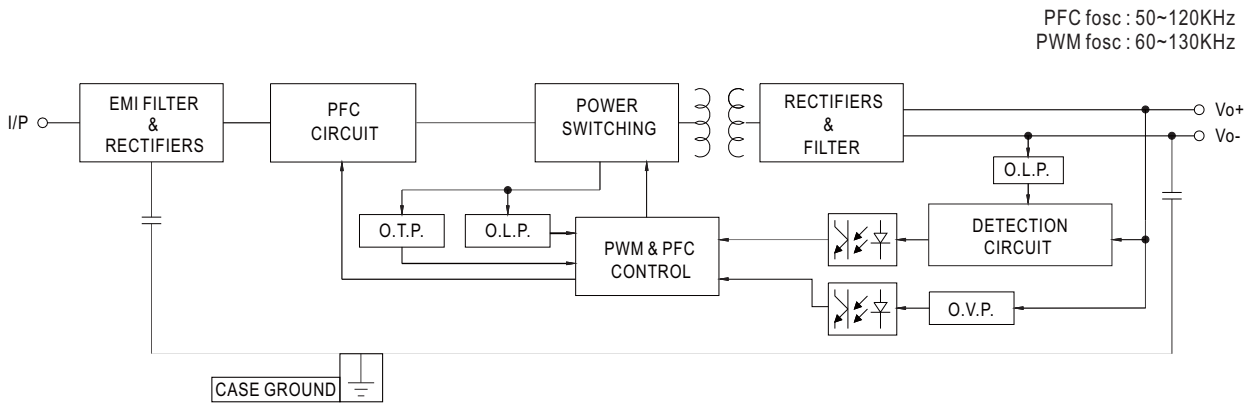 PFC fosc : 50~120KHz
PWM fosc : 60~130KHz
I/P
EMI FILTER
&
RECTIFIERS
PFC
CIRCUIT
POWER
SWITCHING
RECTIFIERS
&
FILTER
Vo+
Vo-
O.L.P.
O.T.P.
O.L.P.
PWM & PFC
CONTROL
DETECTION
CIRCUIT
O.V.P.
CASE GROUND